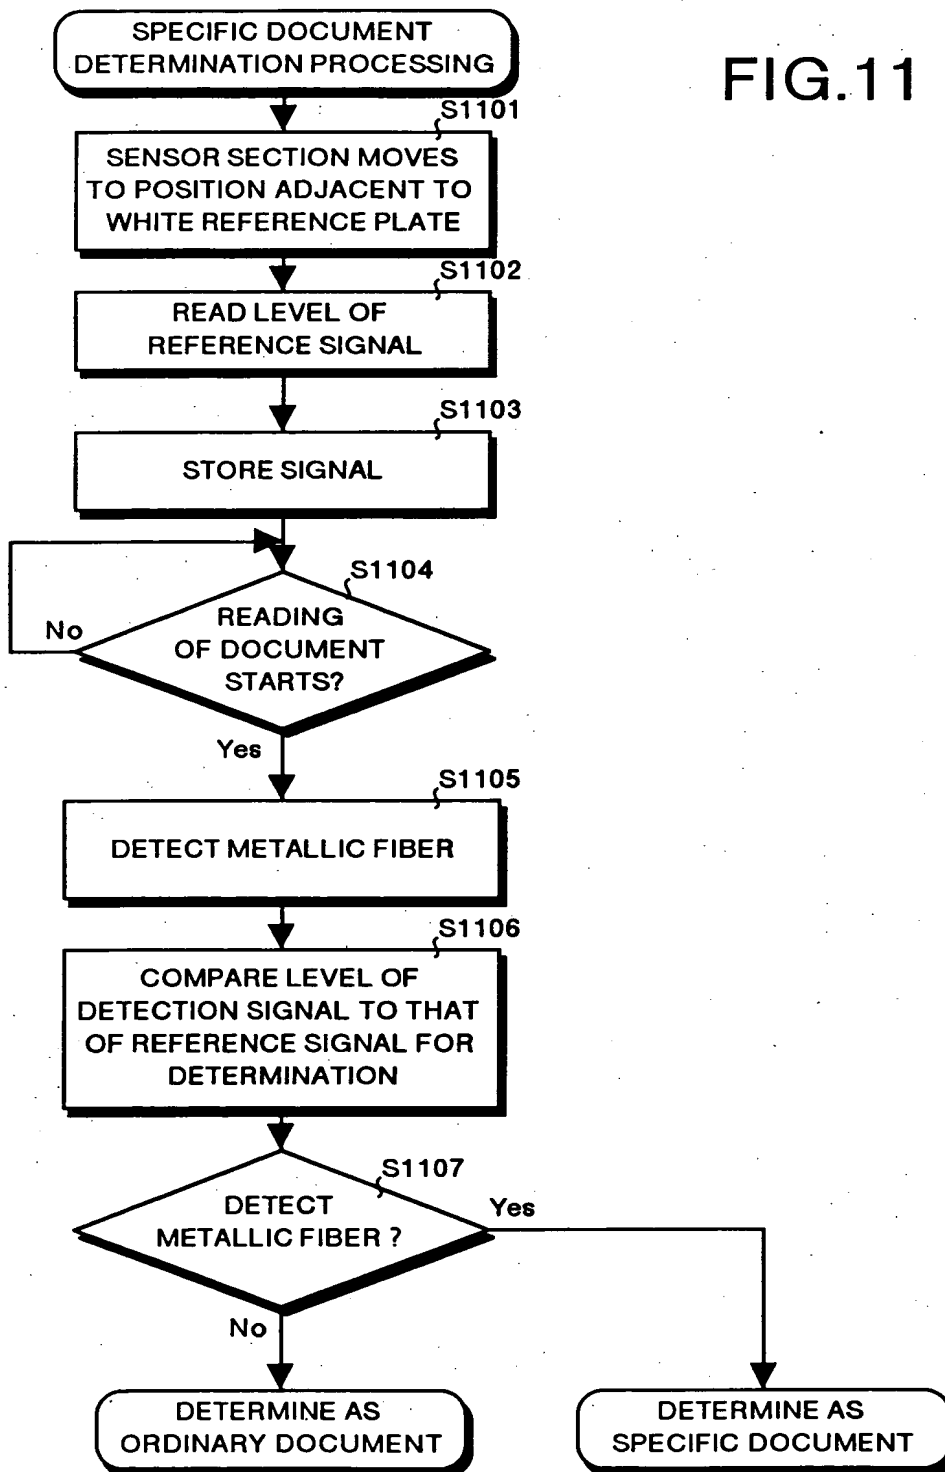 SPECIFIC DOCUMENT
DETERMINATION PROCESSING
FIG.11
S1101
SENSOR SECTION MOVES
TO POSITION ADJACENT TO
WHITE REFERENCE PLATE
S1102
READ LEVEL OF
REFERENCE SIGNAL
S1103
STORE SIGNAL
S1104
READING
OF DOCUMENT
STARTS?
No
Yes
S1105
DETECT METALLIC FIBER
S1106
COMPARE LEVEL OF
DETECTION SIGNAL TO THAT
OF REFERENCE SIGNAL FOR
DETERMINATION
S1107
DETECT
METALLIC FIBER ?
Yes
No
DETERMINE AS
ORDINARY DOCUMENT
DETERMINE AS
SPECIFIC DOCUMENT